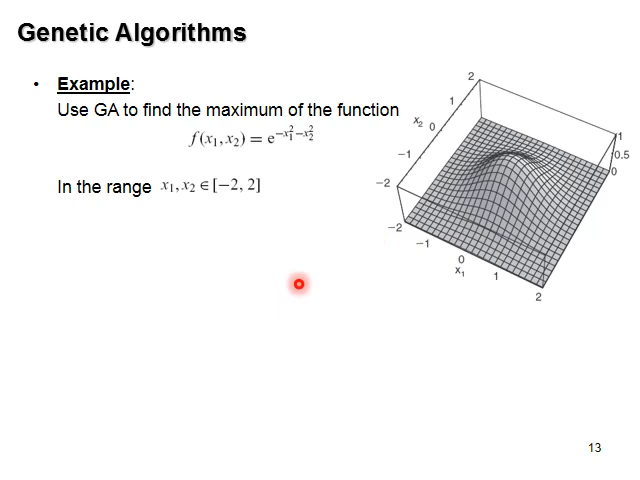 Genetic Algorithms
• Example:
Use GA to find the maximum of the function
f(x₁, x₂) = e^{−x₁²−x₂²}
In the range x₁, x₂ ∈ [−2, 2]
2
1
x₂ 0
−1
−2
1
0.5
0
−2
−1
0
x₁
1
2
13